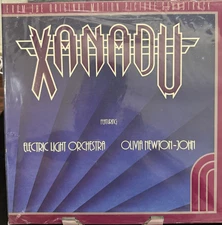 FROM THE ORIGINAL MOTION PICTURE SOUNDTRACK
XANADU
FEATURING
ELECTRIC LIGHT ORCHESTRA OLIVIA NEWTON-JOHN